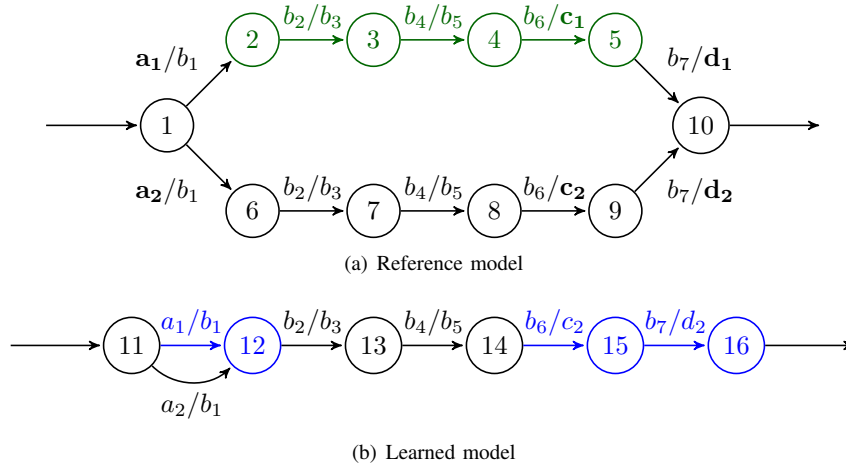 b₂/b₃ b₄/b₅ b₆/c₁
2 3 4 5
a₁/b₁ b₇/d₁
1 10
a₂/b₁ b₂/b₃ b₄/b₅ b₆/c₂ b₇/d₂
6 7 8 9
(a) Reference model
a₁/b₁ b₂/b₃ b₄/b₅ b₆/c₂ b₇/d₂
11 12 13 14 15 16
a₂/b₁
(b) Learned model